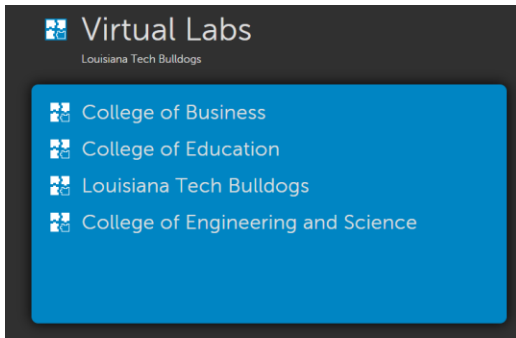 Virtual Labs
Louisiana Tech Bulldogs
College of Business
College of Education
Louisiana Tech Bulldogs
College of Engineering and Science